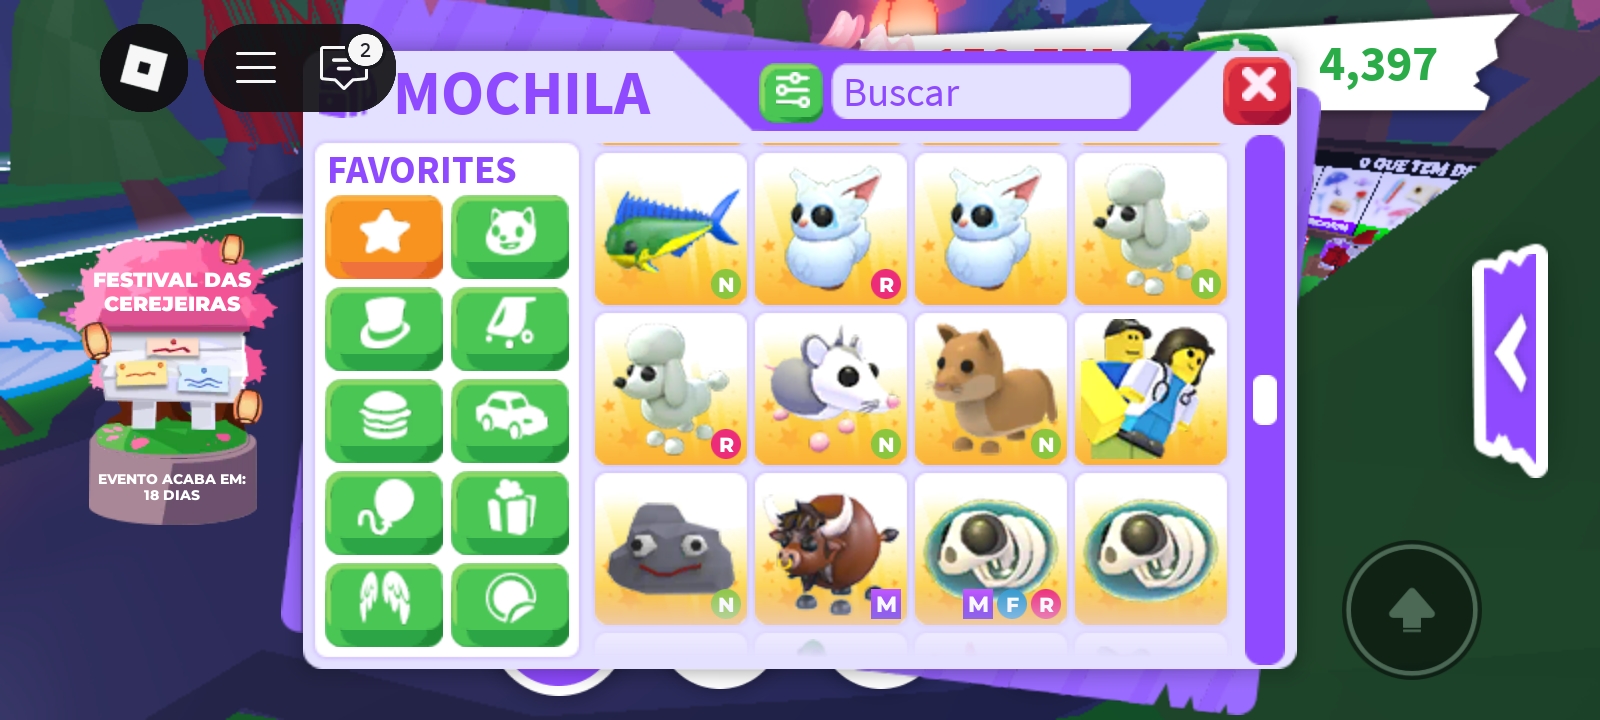 2
MOCHILA
Buscar
4,397
FAVORITES
O QUE TEM DE
FESTIVAL DAS
CEREJEIRAS
EVENTO ACABA EM:
18 DIAS
N
R
N
R
N
N
N
M
M F R